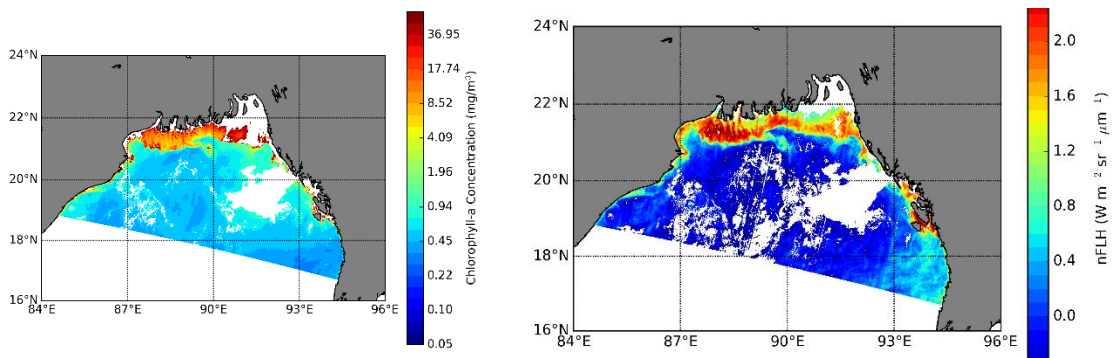 24°N
22°N
20°N
18°N
16°N
84°E 87°E 90°E 93°E 96°E
36.95
17.74
8.52
4.09
1.96
0.94
0.45
0.22
0.10
0.05
Chlorophyll-a Concentration (mg/m³)
24°N
22°N
20°N
18°N
16°N
84°E 87°E 90°E 93°E 96°E
2.0
1.6
1.2
0.8
0.4
0.0
nFLH (W m⁻² sr⁻¹ μm⁻¹)